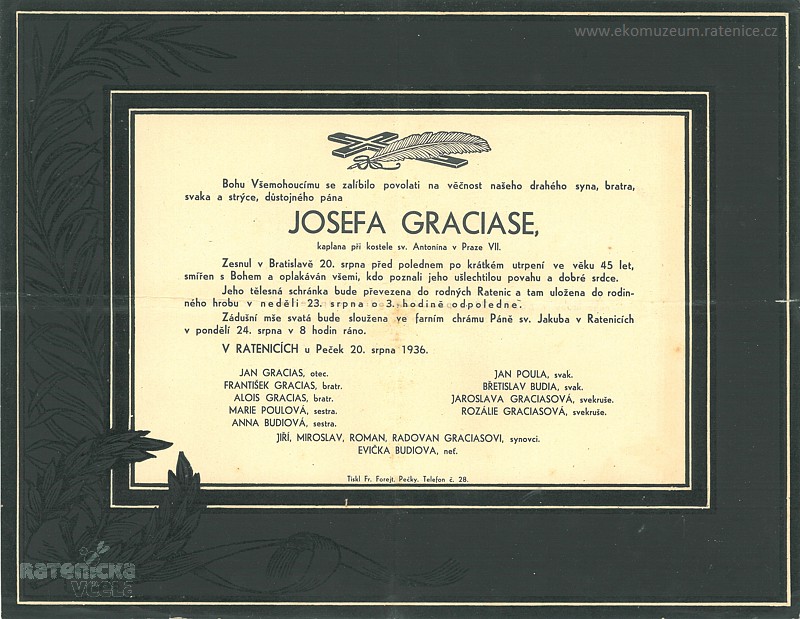 www.ekomuzeum.ratenice.cz
Bohu Všemohoucímu se zalíbilo povolati na věčnost našeho drahého syna, bratra,
svaka a strýce, důstojného pána
JOSEFA GRACIASE,
kaplana při kostele sv. Antonína v Praze VII.
Zesnul v Bratislavě 20. srpna před polednem po krátkém utrpení ve věku 45 let,
smířen s Bohem a oplakáván všemi, kdo poznali jeho ušlechtilou povahu a dobré srdce.
Jeho tělesná schránka bude převezena do rodných Ratenic a tam uložena do rodin-
ného hrobu v neděli 23. srpna o 3. hodině odpoledne.
Zádušní mše svatá bude sloužena ve farním chrámu Páně sv. Jakuba v Ratenicích
v pondělí 24. srpna v 8 hodin ráno.
V RATENICÍCH u Peček 20. srpna 1936.
JAN GRACIAS, otec.
FRANTIŠEK GRACIAS, bratr.
ALOIS GRACIAS, bratr.
MARIE POULOVÁ, sestra.
ANNA BUDIOVÁ, sestra.
JAN POULA, svak.
BŘETISLAV BUDIA, svak.
JAROSLAVA GRACIASOVÁ, svekruše.
ROZÁLIE GRACIASOVÁ, svekruše.
JIŘÍ, MIROSLAV, ROMAN, RADOVAN GRACIASOVI, synovci.
EVIČKA BUDIOVA, neť.
Tiskl Fr. Forejt. Pečky. Telefon č. 28.
RATENIČKA
VČELA